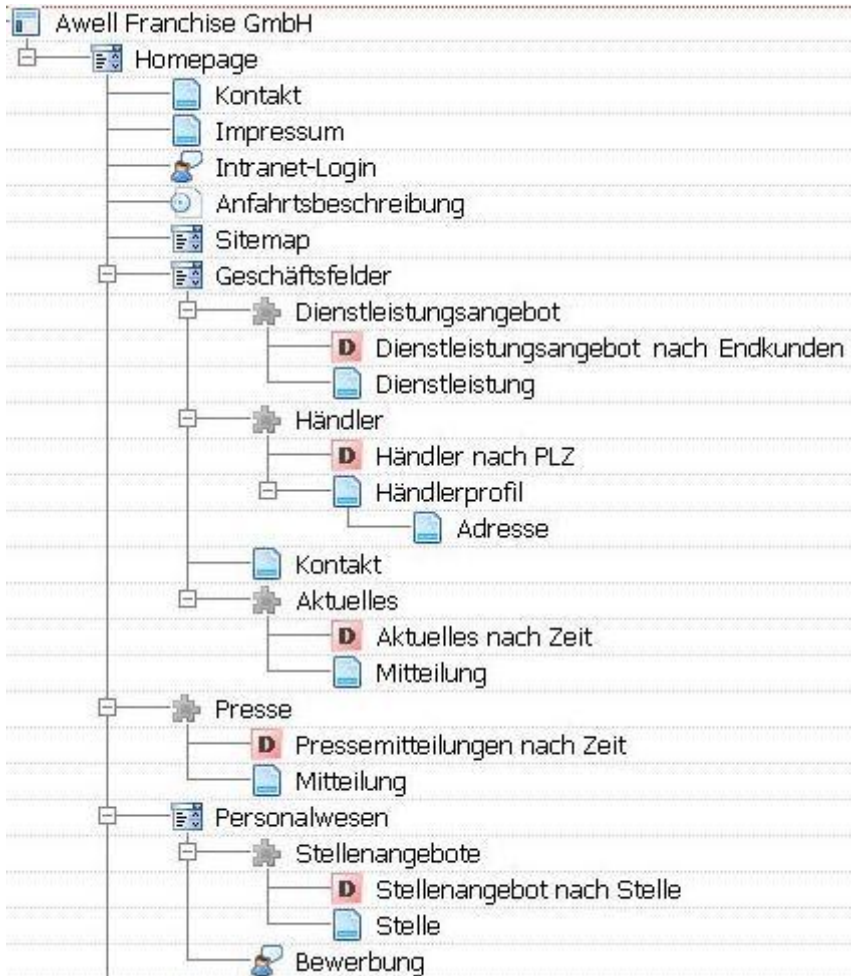 Awell Franchise GmbH
Homepage
Kontakt
Impressum
Intranet-Login
Anfahrtsbeschreibung
Sitemap
Geschäftsfelder
Dienstleistungsangebot
D Dienstleistungsangebot nach Endkunden
Dienstleistung
Händler
D Händler nach PLZ
Händlerprofil
Adresse
Kontakt
Aktuelles
D Aktuelles nach Zeit
Mitteilung
Presse
D Pressemitteilungen nach Zeit
Mitteilung
Personalwesen
Stellenangebote
D Stellenangebot nach Stelle
Stelle
Bewerbung